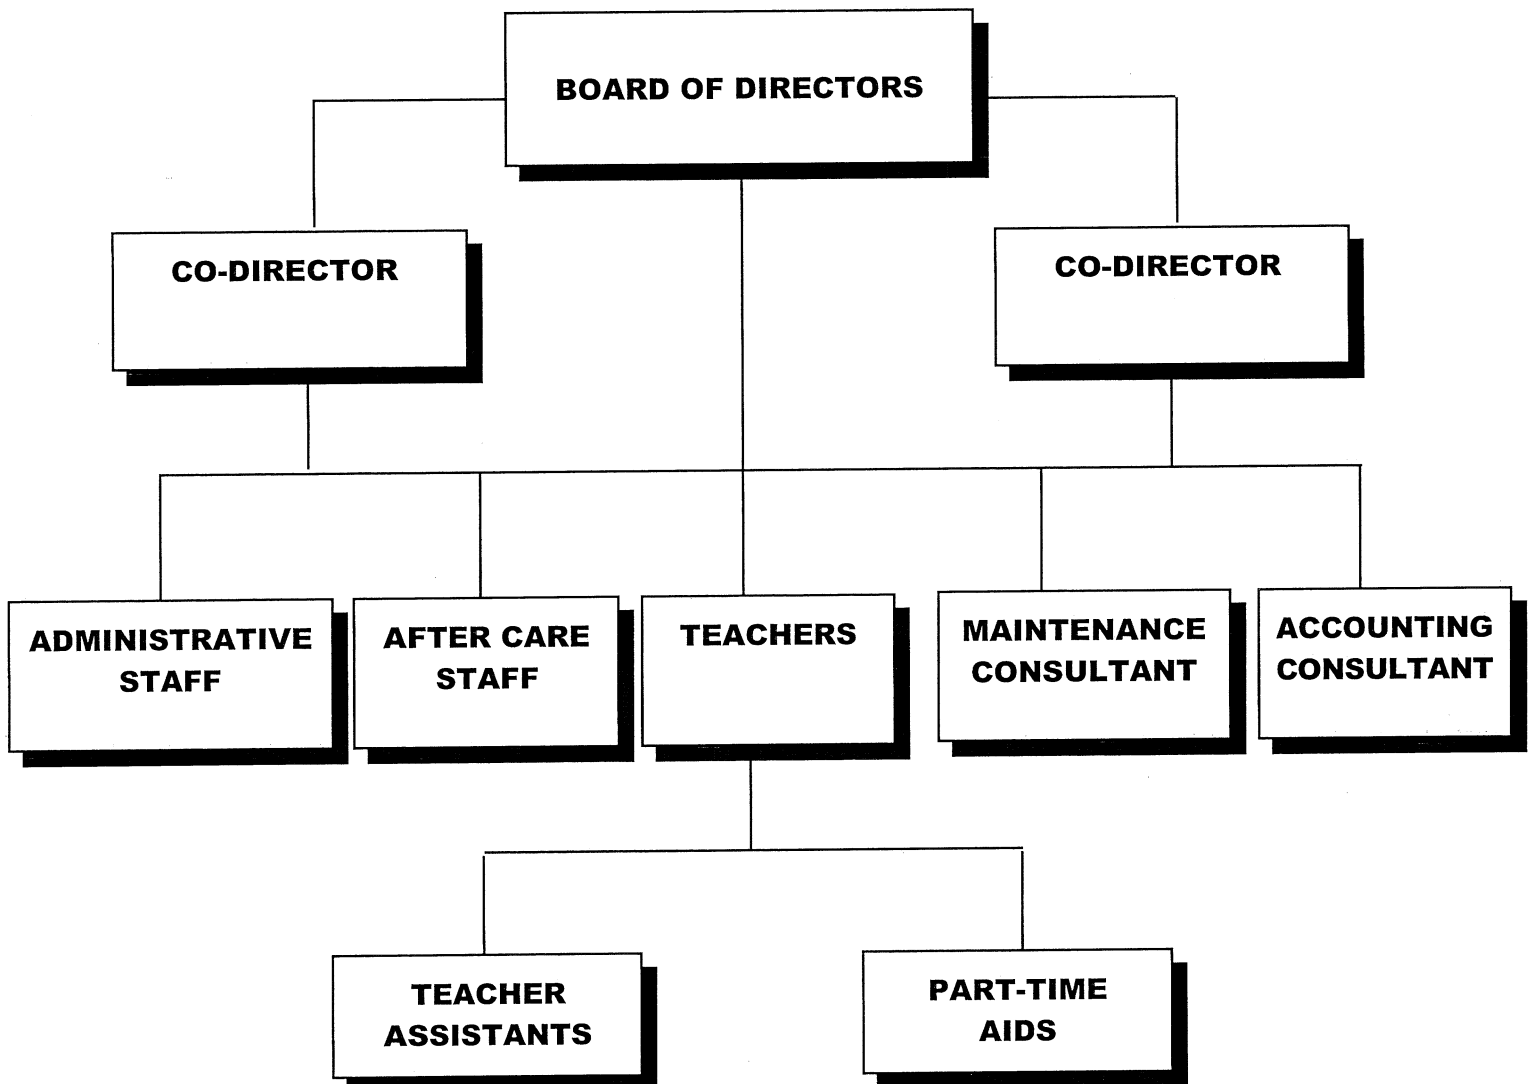 BOARD OF DIRECTORS
CO-DIRECTOR
CO-DIRECTOR
ADMINISTRATIVE
STAFF
AFTER CARE
STAFF
TEACHERS
MAINTENANCE
CONSULTANT
ACCOUNTING
CONSULTANT
TEACHER
ASSISTANTS
PART-TIME
AIDS